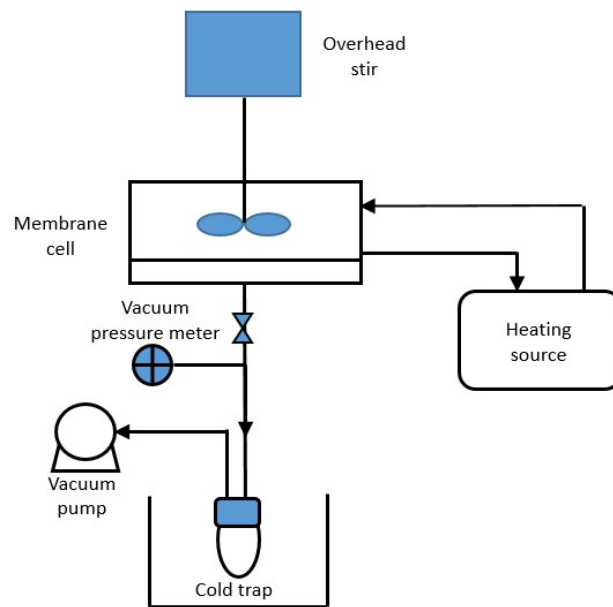 Overhead
stir
Membrane
cell
Vacuum
pressure meter
Heating
source
Vacuum
pump
Cold trap